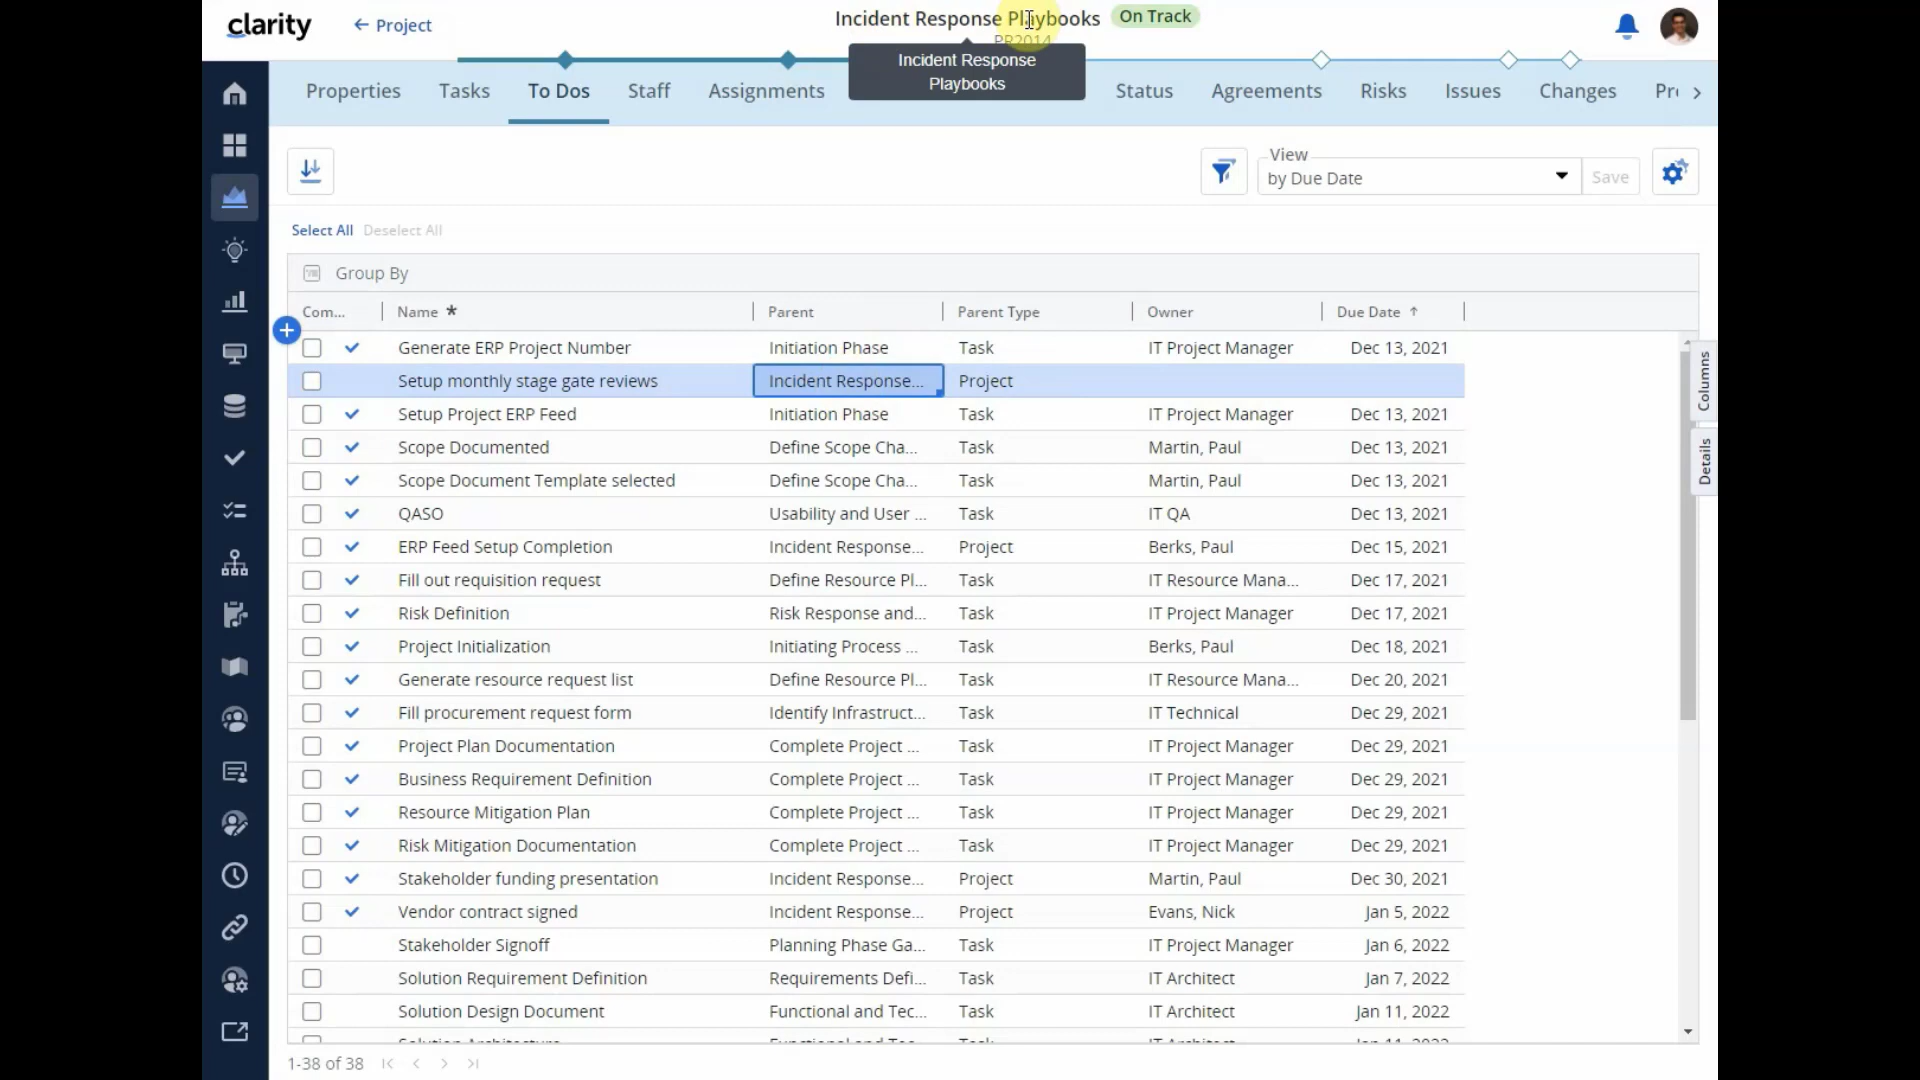 clarity
Project
Incident Response Playbooks On Track
PR2014
Incident Response
Playbooks
Properties Tasks To Dos Staff Assignments Status Agreements Risks Issues Changes
View
by Due Date Save
Select All Deselect All
Group By
Com... Name * Parent Parent Type Owner Due Date
Generate ERP Project Number Initiation Phase Task IT Project Manager Dec 13, 2021
Setup monthly stage gate reviews Incident Response... Project
Setup Project ERP Feed Initiation Phase Task IT Project Manager Dec 13, 2021
Scope Documented Define Scope Cha... Task Martin, Paul Dec 13, 2021
Scope Document Template selected Define Scope Cha... Task Martin, Paul Dec 13, 2021
QASO Usability and User ... Task IT QA Dec 13, 2021
ERP Feed Setup Completion Incident Response... Project Berks, Paul Dec 15, 2021
Fill out requisition request Define Resource Pl... Task IT Resource Mana... Dec 17, 2021
Risk Definition Risk Response and... Task IT Project Manager Dec 17, 2021
Project Initialization Initiating Process ... Task Berks, Paul Dec 18, 2021
Generate resource request list Define Resource Pl... Task IT Resource Mana... Dec 20, 2021
Fill procurement request form Identify Infrastruct... Task IT Technical Dec 29, 2021
Project Plan Documentation Complete Project ... Task IT Project Manager Dec 29, 2021
Business Requirement Definition Complete Project ... Task IT Project Manager Dec 29, 2021
Resource Mitigation Plan Complete Project ... Task IT Project Manager Dec 29, 2021
Risk Mitigation Documentation Complete Project ... Task IT Project Manager Dec 29, 2021
Stakeholder funding presentation Incident Response... Project Martin, Paul Dec 30, 2021
Vendor contract signed Incident Response... Project Evans, Nick Jan 5, 2022
Stakeholder Signoff Planning Phase Ga... Task IT Project Manager Jan 6, 2022
Solution Requirement Definition Requirements Defi... Task IT Architect Jan 7, 2022
Solution Design Document Functional and Tec... Task IT Architect Jan 11, 2022
1-38 of 38
Columns
Details